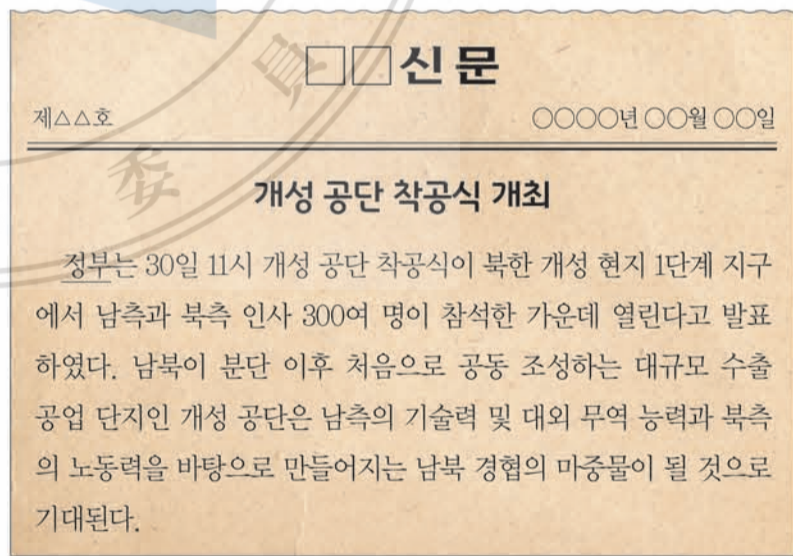 □□신문
제△△호 ○○○○년 ○○월 ○○일
개성 공단 착공식 개최
정부는 30일 11시 개성 공단 착공식이 북한 개성 현지 1단계 지구
에서 남측과 북측 인사 300여 명이 참석한 가운데 열린다고 발표
하였다. 남북이 분단 이후 처음으로 공동 조성하는 대규모 수출
공업 단지인 개성 공단은 남측의 기술력 및 대외 무역 능력과 북측
의 노동력을 바탕으로 만들어지는 남북 경협의 마중물이 될 것으로
기대된다.
員
委